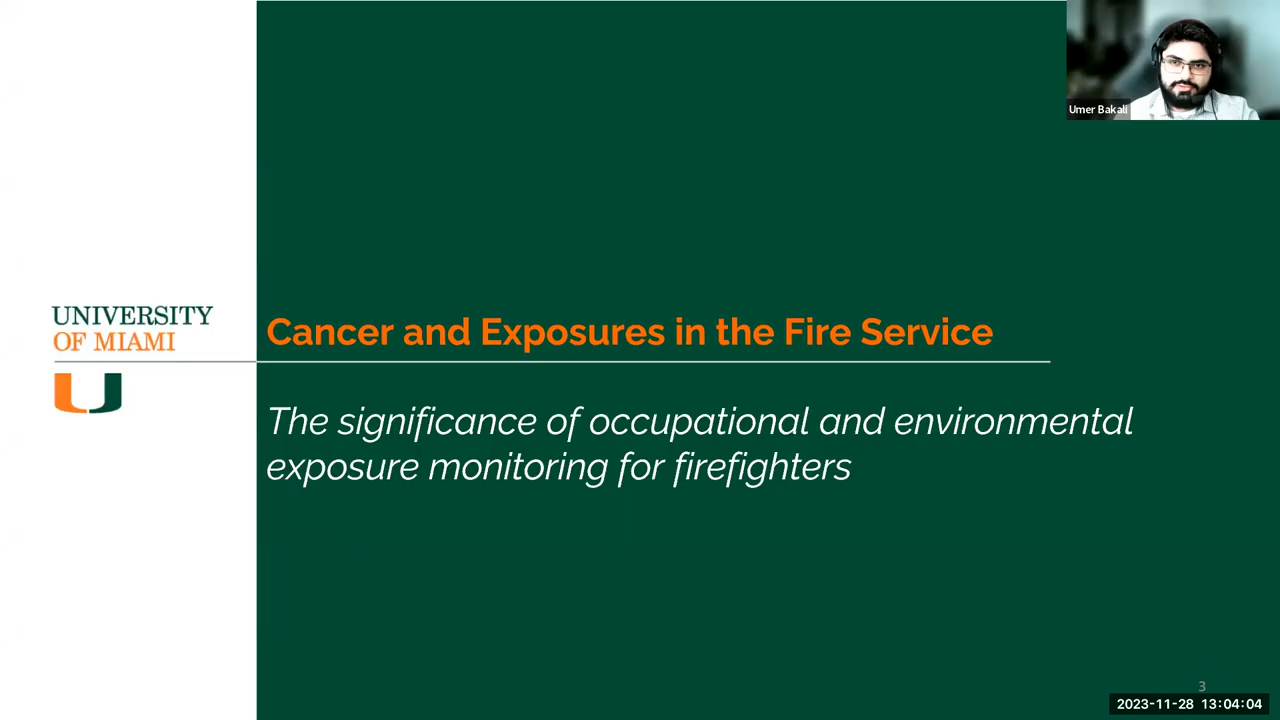 Umer Bakali
UNIVERSITY
OF MIAMI
Cancer and Exposures in the Fire Service
The significance of occupational and environmental
exposure monitoring for firefighters
3
2023-11-28 13:04:04